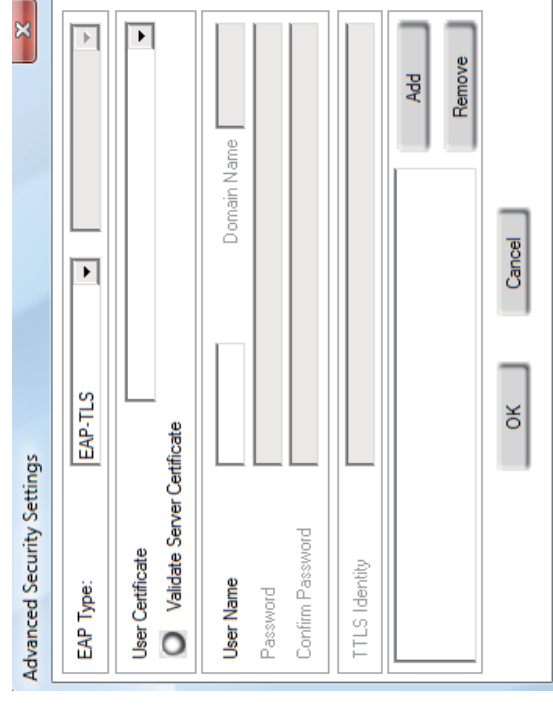 Advanced Security Settings
EAP Type: EAP-TLS
User Certificate
Validate Server Certificate
User Name Domain Name
Password
Confirm Password
TTLS Identity
Add
Remove
OK Cancel